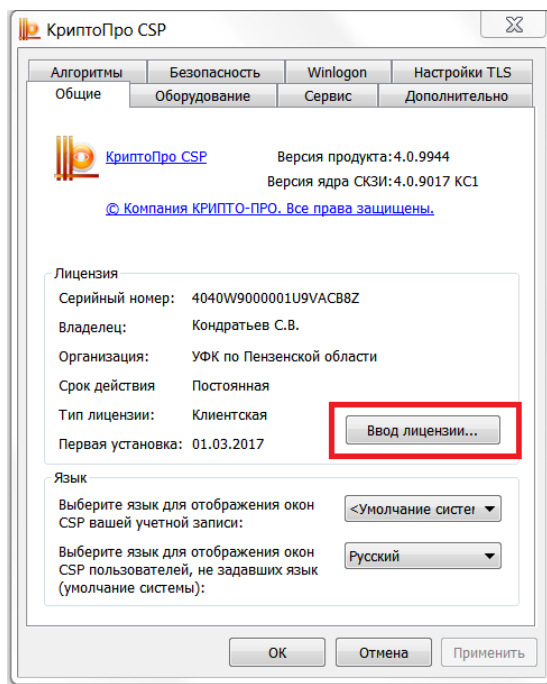 КриптоПро CSP
Алгоритмы Безопасность Winlogon Настройки TLS
Общие Оборудование Сервис Дополнительно
КриптоПро CSP Версия продукта:4.0.9944
Версия ядра СКЗИ:4.0.9017 КС1
© Компания КРИПТО-ПРО. Все права защищены.
Лицензия
Серийный номер: 4040W9000001U9VACB8Z
Владелец: Кондратьев С.В.
Организация: УФК по Пензенской области
Срок действия Постоянная
Тип лицензии: Клиентская
Ввод лицензии...
Первая установка: 01.03.2017
Язык
Выберите язык для отображения окон <Умолчание систе
CSP вашей учетной записи:
Выберите язык для отображения окон Русский
CSP пользователей, не задавших язык
(умолчание системы):
ОК Отмена Применить